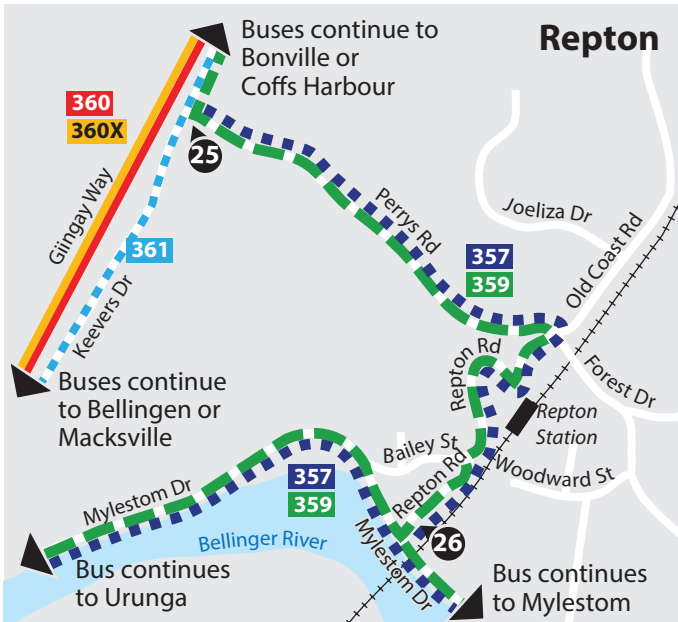 Buses continue to
Bonville or
Coffs Harbour
Repton
360
360X
25
Giingay Way
Perrys Rd
Joeliza Dr
Old Coast Rd
361
357
359
Keevers Dr
Buses continue
to Bellingen or
Macksville
Repton Rd
Forest Dr
Repton
Station
Bailey St
Woodward St
Repton Rd
357
359
Mylestom Dr
Bellinger River
26
Mylestom Dr
Bus continues
to Urunga
Bus continues
to Mylestom